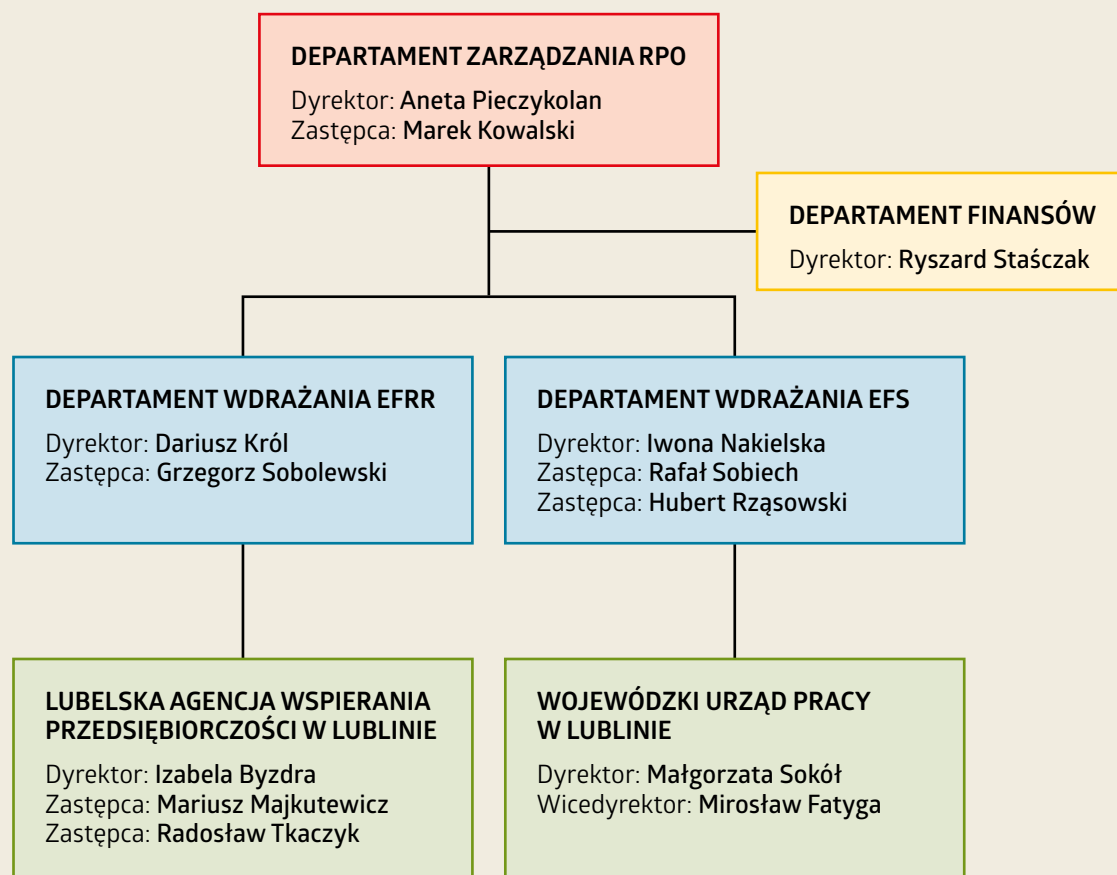 DEPARTAMENT ZARZĄDZANIA RPO
Dyrektor: Aneta Pieczykolan
Zastępca: Marek Kowalski
DEPARTAMENT FINANSÓW
Dyrektor: Ryszard Staśczak
DEPARTAMENT WDRAŻANIA EFRR
Dyrektor: Dariusz Król
Zastępca: Grzegorz Sobolewski
DEPARTAMENT WDRAŻANIA EFS
Dyrektor: Iwona Nakielska
Zastępca: Rafał Sobiech
Zastępca: Hubert Rząsowski
LUBELSKA AGENCJA WSPIERANIA
PRZEDSIĘBIORCZOŚCI W LUBLINIE
Dyrektor: Izabela Byzdra
Zastępca: Mariusz Majkutewicz
Zastępca: Radosław Tkaczyk
WOJEWÓDZKI URZĄD PRACY
W LUBLINIE
Dyrektor: Małgorzata Sokół
Wicedyrektor: Mirosław Fatyga